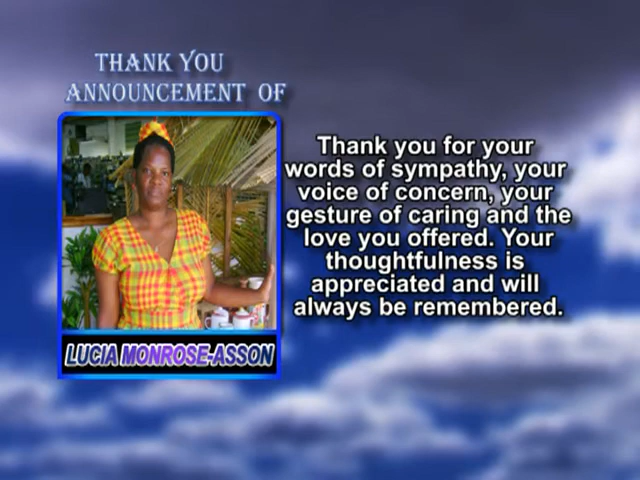 THANK YOU
ANNOUNCEMENT OF
LUCIA MONROSE-ASSON
Thank you for your
words of sympathy, your
voice of concern, your
gesture of caring and the
love you offered. Your
thoughtfulness is
appreciated and will
always be remembered.